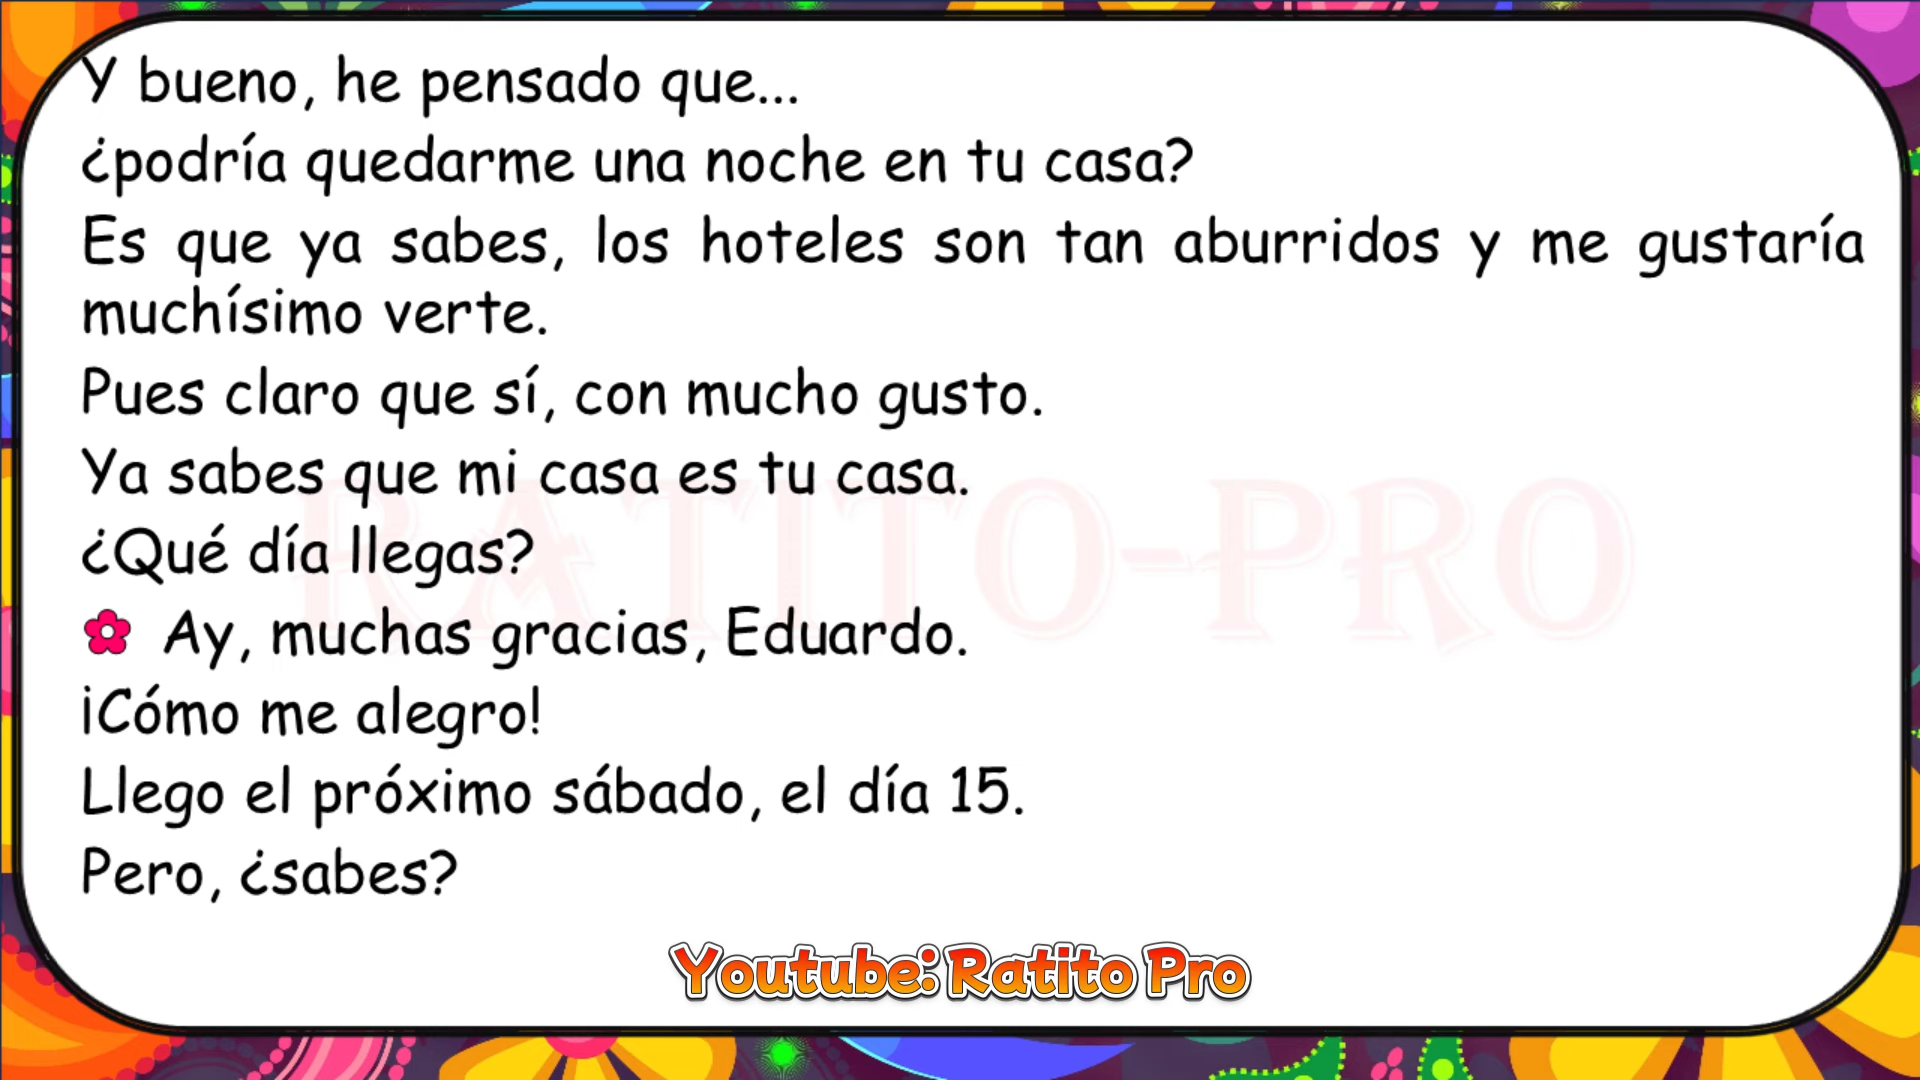 Y bueno, he pensado que...
¿podría quedarme una noche en tu casa?
Es que ya sabes, los hoteles son tan aburridos y me gustaría
muchísimo verte.
Pues claro que sí, con mucho gusto.
Ya sabes que mi casa es tu casa.
RATITO-PRO
¿Qué día llegas?
Ay, muchas gracias, Eduardo.
¡Cómo me alegro!
Llego el próximo sábado, el día 15.
Pero, ¿sabes?
Youtube: Ratito Pro